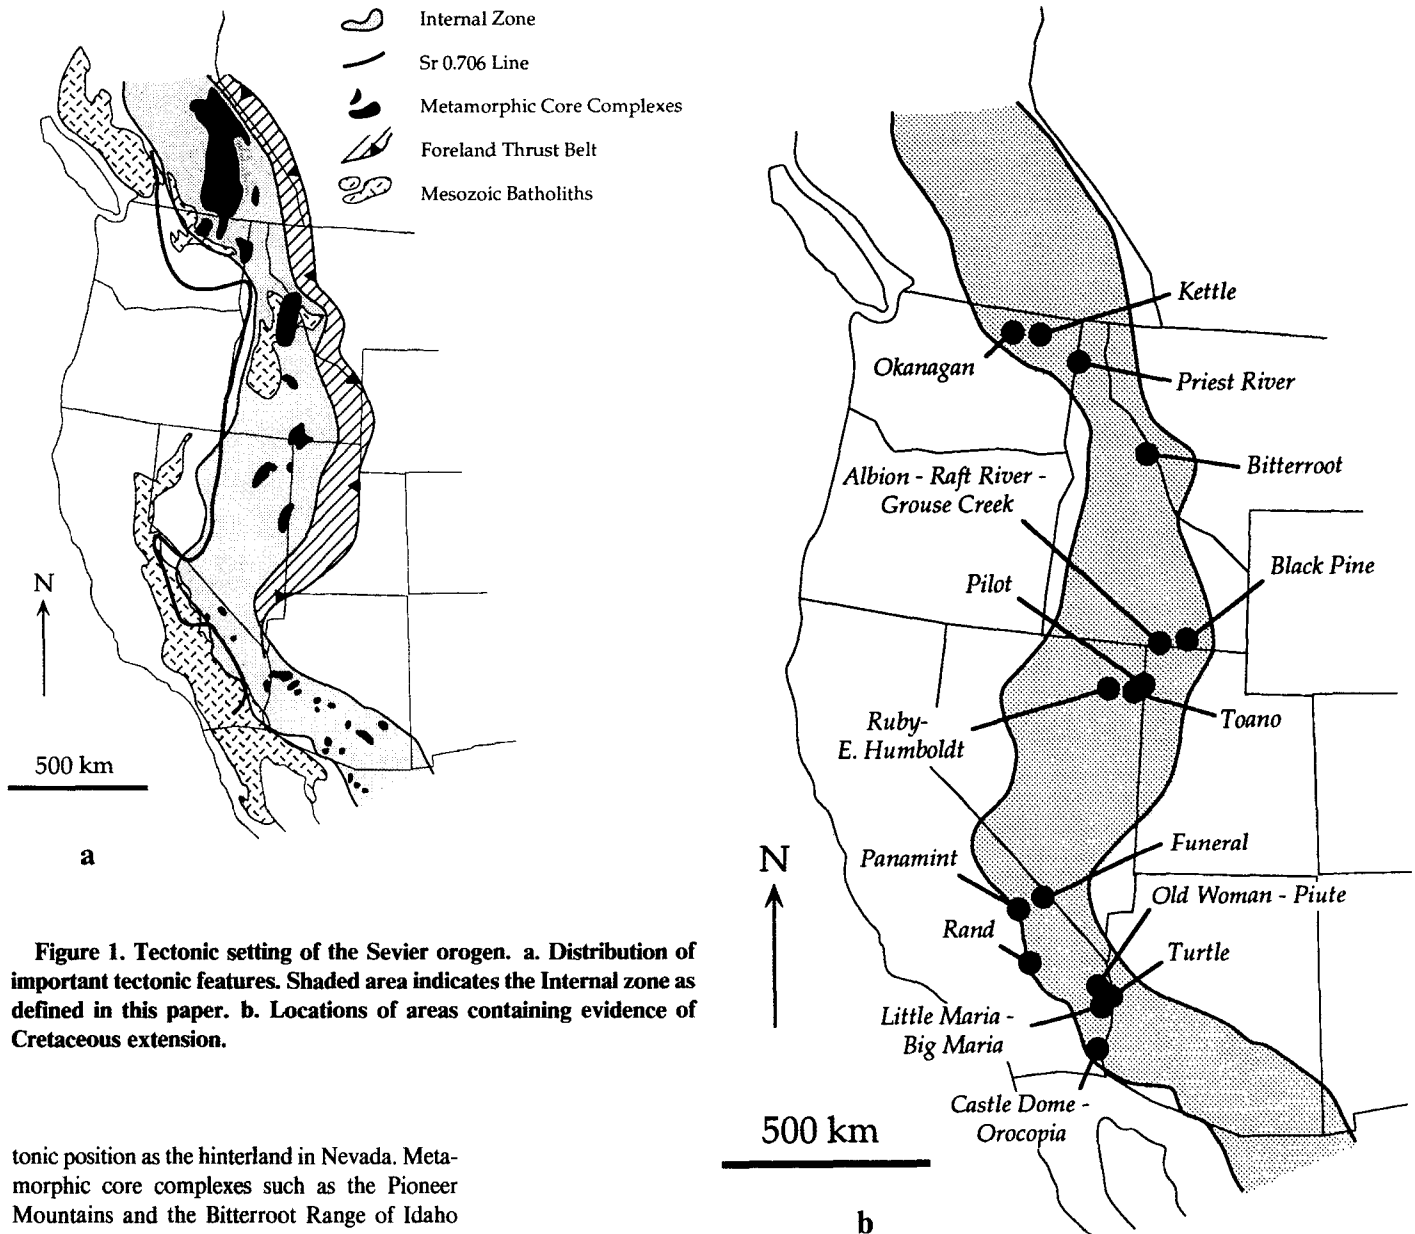 Internal Zone
Sr 0.706 Line
Metamorphic Core Complexes
Foreland Thrust Belt
Mesozoic Batholiths
N
500 km
a
Figure 1. Tectonic setting of the Sevier orogen. a. Distribution of
important tectonic features. Shaded area indicates the Internal zone as
defined in this paper. b. Locations of areas containing evidence of
Cretaceous extension.
tonic position as the hinterland in Nevada. Meta-
morphic core complexes such as the Pioneer
Mountains and the Bitterroot Range of Idaho
Kettle
Okanagan
Priest River
Bitterroot
Albion - Raft River -
Grouse Creek
Black Pine
Pilot
Toano
Ruby-
E. Humboldt
Funeral
Panamint
Old Woman - Piute
Rand
Turtle
Little Maria -
Big Maria
Castle Dome -
Orocopia
N
500 km
b